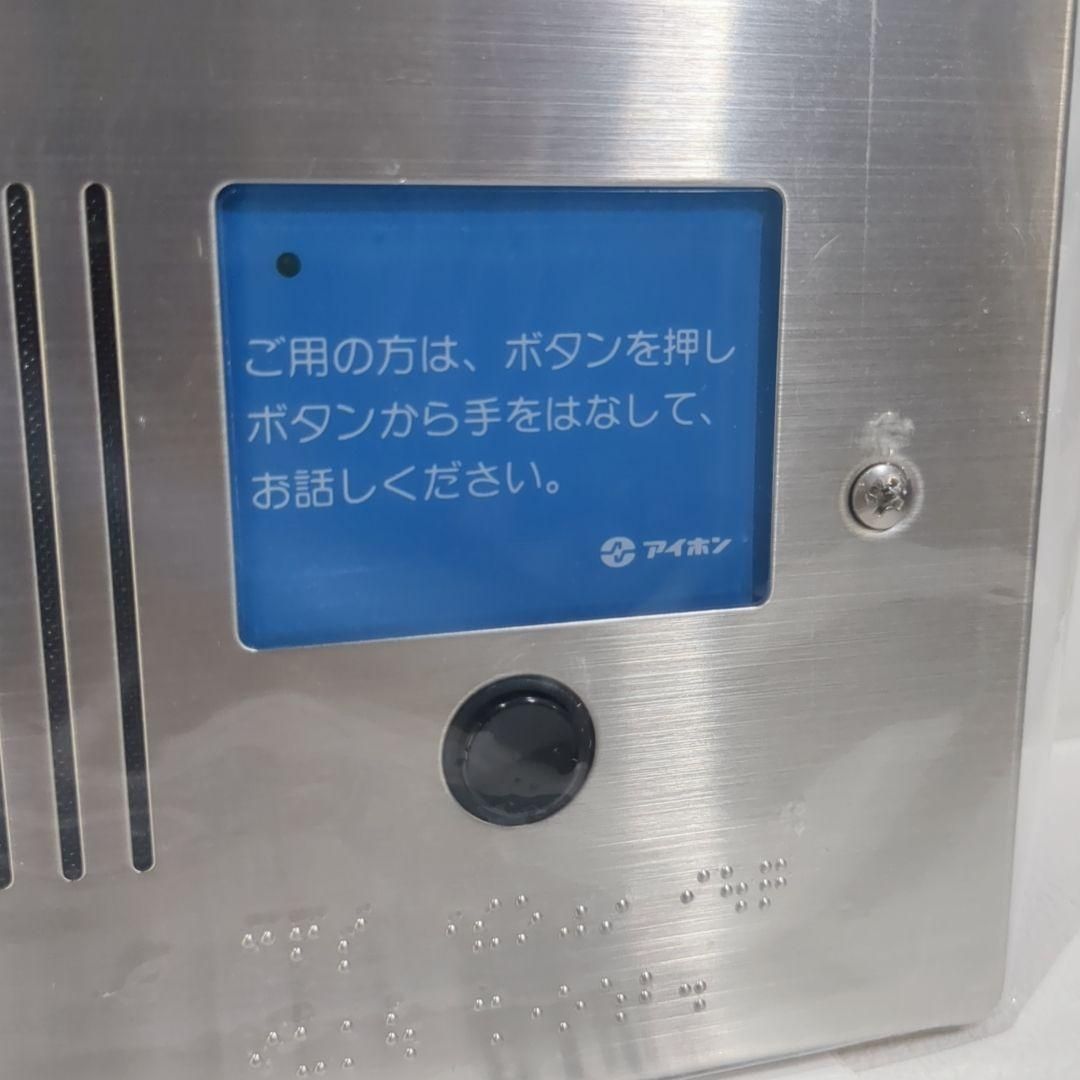 ご用の方は、ボタンを押し
ボタンから手をはなして、
お話しください。
アイホン